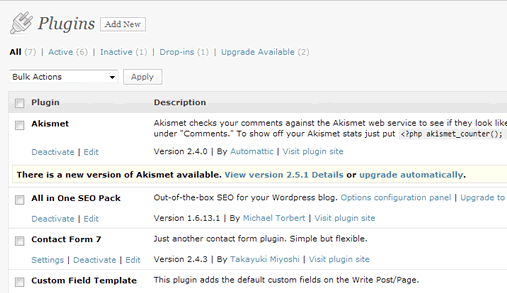 Plugins Add New
All (7) | Active (6) | Inactive (1) | Drop-ins (1) | Upgrade Available (2)
Bulk Actions Apply
Plugin Description
Akismet Akismet checks your comments against the Akismet web service to see if they look like
under "Comments." To show off your Akismet stats just put <?php akismet_counter();
Deactivate | Edit Version 2.4.0 | By Automattic | Visit plugin site
There is a new version of Akismet available. View version 2.5.1 Details or upgrade automatically.
All in One SEO Pack Out-of-the-box SEO for your Wordpress blog. Options configuration panel | Upgrade to
Deactivate | Edit Version 1.6.13.1 | By Michael Torbert | Visit plugin site
Contact Form 7 Just another contact form plugin. Simple but flexible.
Settings | Deactivate | Edit Version 2.4.3 | By Takayuki Miyoshi | Visit plugin site
Custom Field Template This plugin adds the default custom fields on the Write Post/Page.